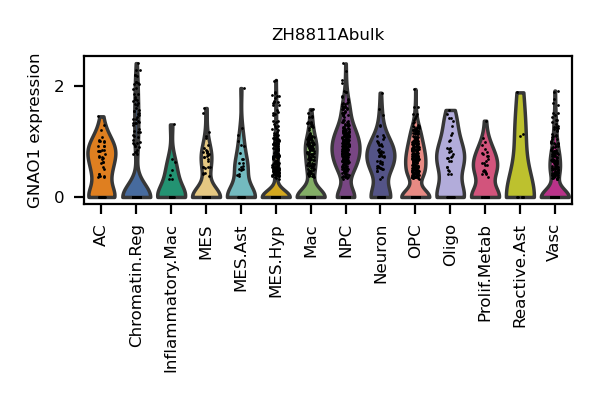 ZH8811Abulk
GNAO1 expression
2
0
AC
Chromatin.Reg
Inflammatory.Mac
MES
MES.Ast
MES.Hyp
Mac
NPC
Neuron
OPC
Oligo
Prolif.Metab
Reactive.Ast
Vasc